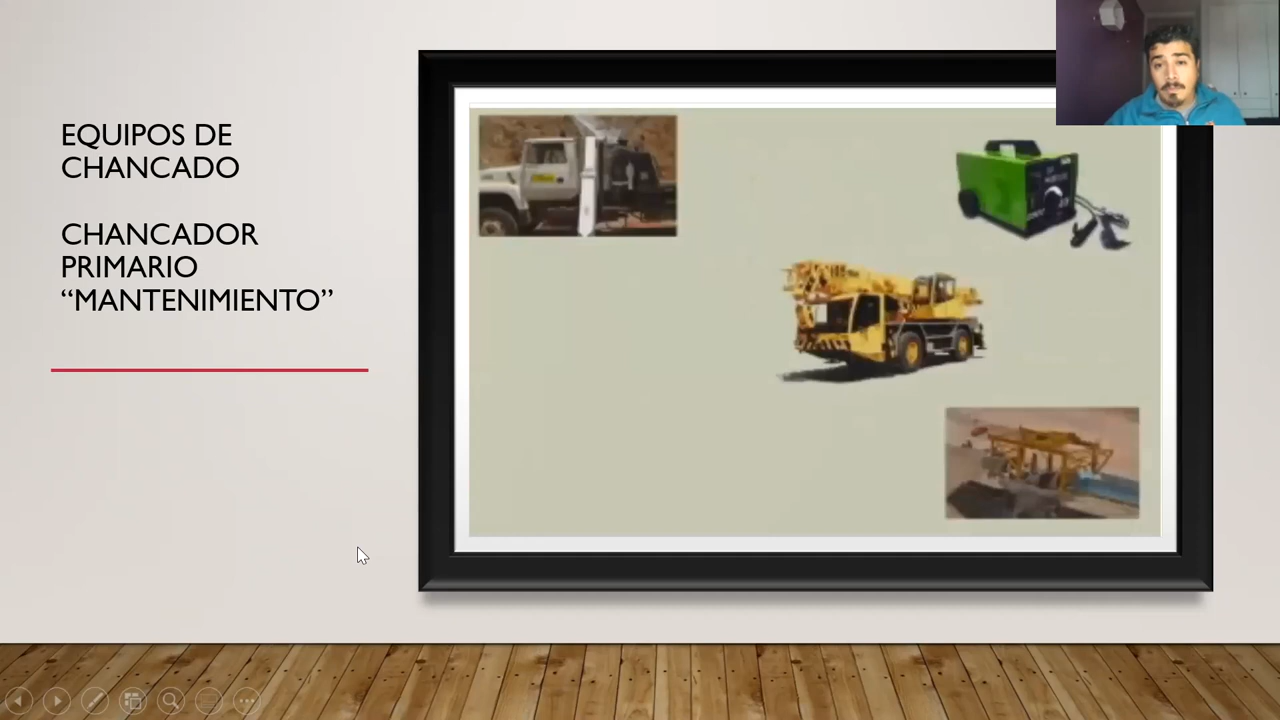 EQUIPOS DE
CHANCADO
CHANCADOR
PRIMARIO
“MANTENIMIENTO”